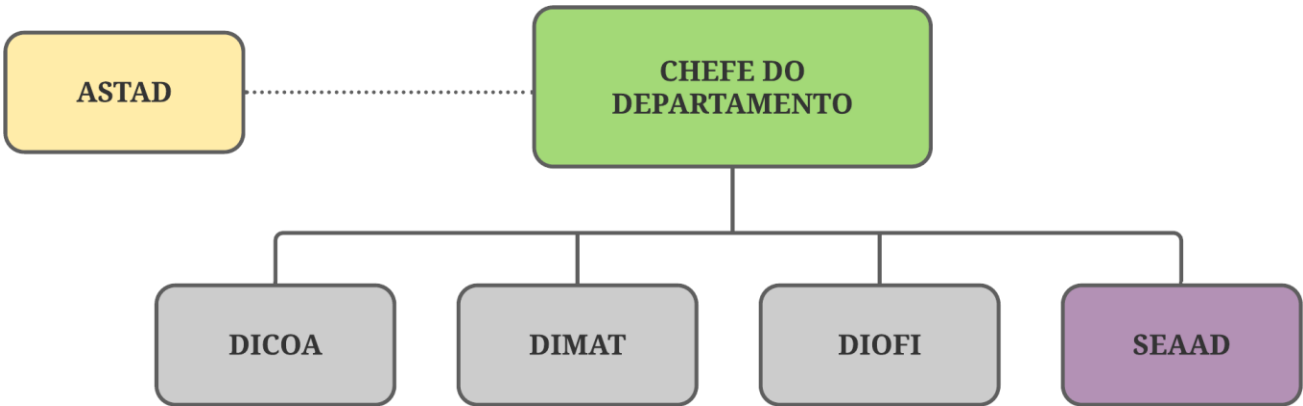 ASTAD
CHEFE DO
DEPARTAMENTO
DICOA
DIMAT
DIOFI
SEAAD